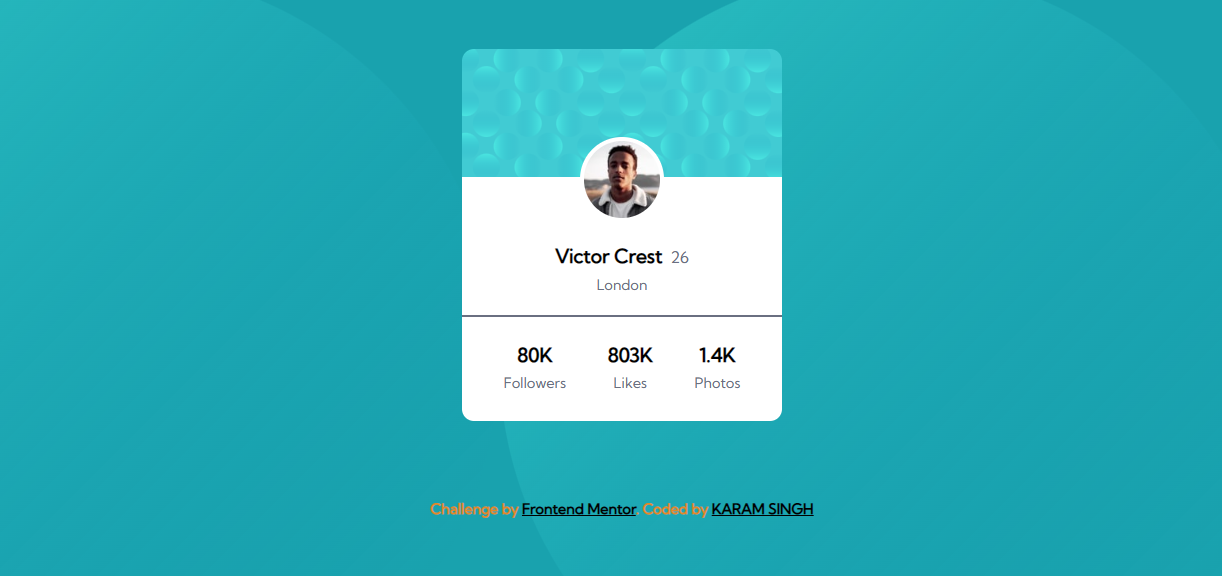 Victor Crest 26
London
80K 803K 1.4K
Followers Likes Photos
Challenge by Frontend Mentor. Coded by KARAM SINGH